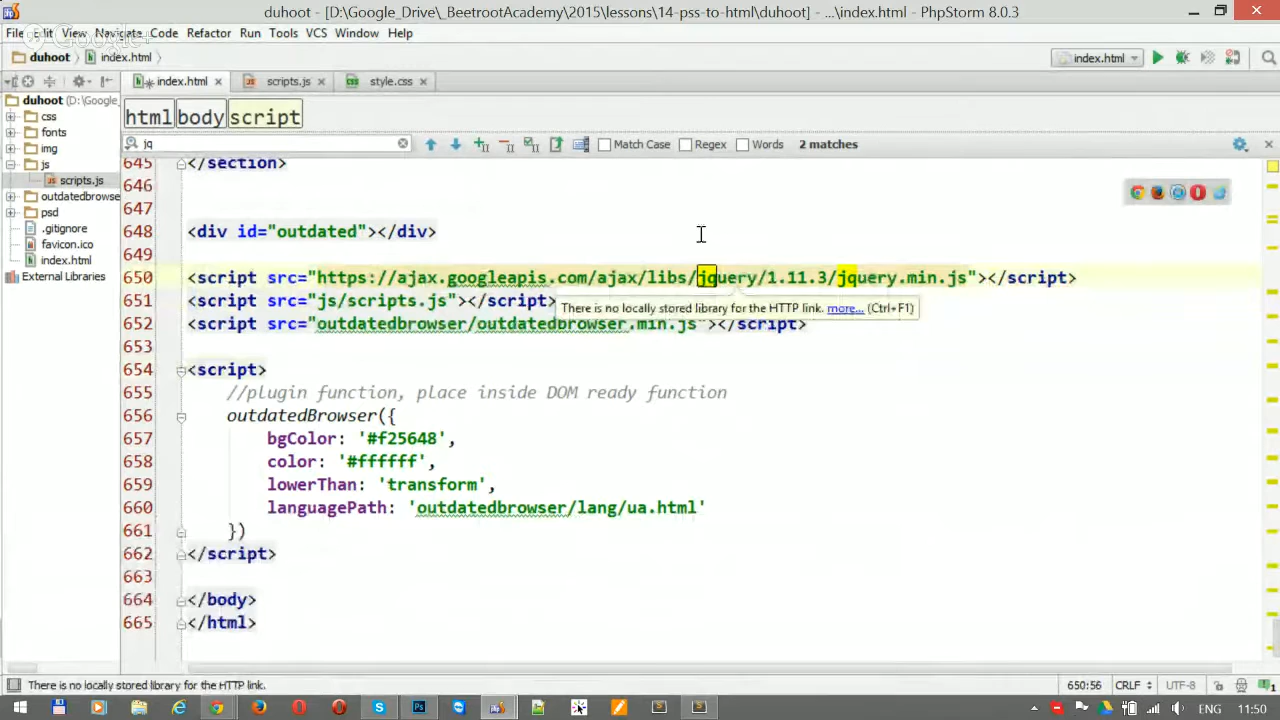 duhoot - [D:\Google_Drive\_BeetrootAcademy\2015\lessons\14-pss-to-html\duhoot] - ...\index.html - PhpStorm 8.0.3
File Edit View Navigate Code Refactor Run Tools VCS Window Help
Google+
duhoot index.html index.html
index.html scripts.js style.css
duhoot (D:\Google_
css
fonts
img
js
scripts.js
outdatedbrowse
psd
.gitignore
favicon.ico
index.html
External Libraries
html body script
jq Match Case Regex Words 2 matches
645 </section>
646
647
648 <div id="outdated"></div>
649
650 <script src="https://ajax.googleapis.com/ajax/libs/jquery/1.11.3/jquery.min.js"></script>
651 <script src="js/scripts.js"></script>
There is no locally stored library for the HTTP link. more... (Ctrl+F1)
652 <script src="outdatedbrowser/outdatedbrowser.min.js"></script>
653
654 <script>
655 //plugin function, place inside DOM ready function
656 outdatedBrowser({
657 bgColor: '#f25648',
658 color: '#ffffff',
659 lowerThan: 'transform',
660 languagePath: 'outdatedbrowser/lang/ua.html'
661 })
662 </script>
663
664 </body>
665 </html>
There is no locally stored library for the HTTP link. 650:56 CRLF UTF-8
ENG 11:50